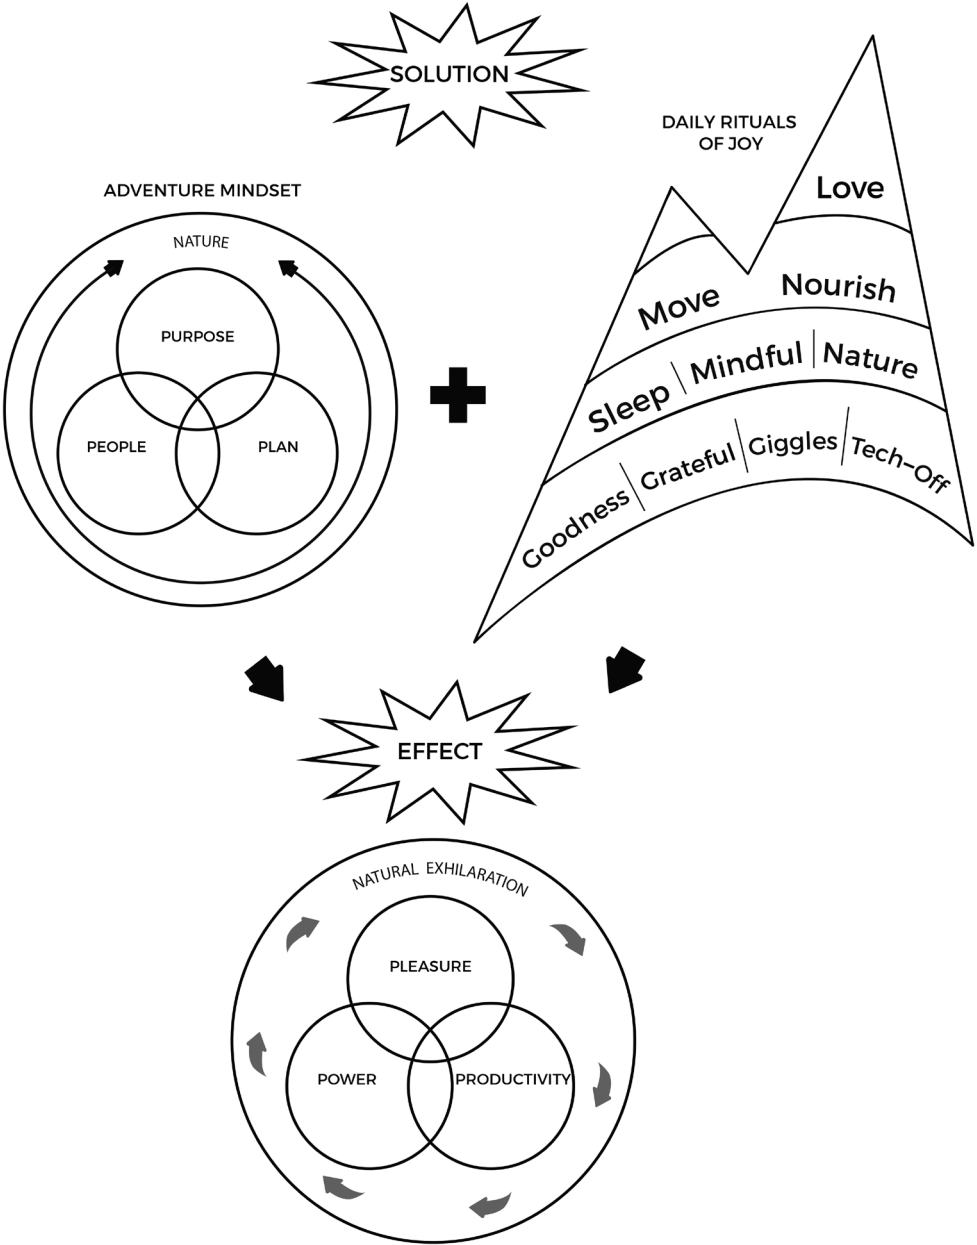 SOLUTION
DAILY RITUALS
OF JOY
ADVENTURE MINDSET
NATURE
PURPOSE
PEOPLE
PLAN
Love
Move
Nourish
Sleep
Mindful
Nature
Goodness
Grateful
Giggles
Tech-Off
EFFECT
NATURAL EXHILARATION
PLEASURE
POWER
PRODUCTIVITY